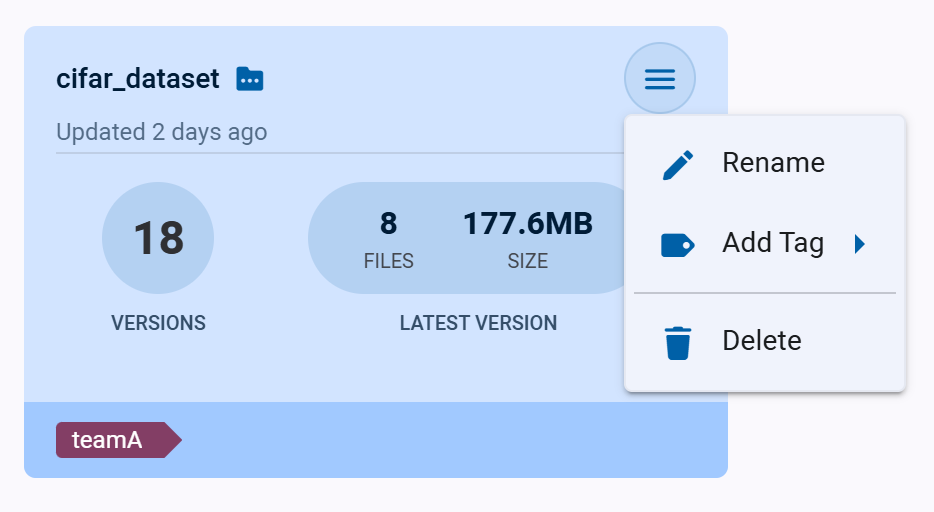 cifar_dataset
Updated 2 days ago
18
VERSIONS
8 177.6MB
FILES SIZE
LATEST VERSION
Rename
Add Tag
Delete
teamA